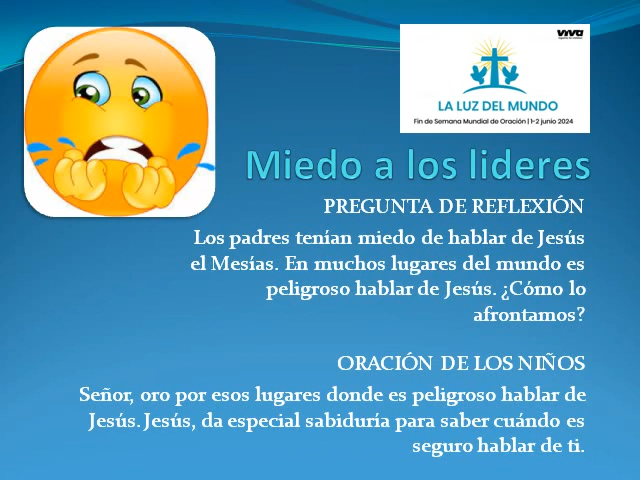 VIVA
LA LUZ DEL MUNDO
Fin de Semana Mundial de Oración | 1-2 junio 2024
Miedo a los lideres
PREGUNTA DE REFLEXIÓN
Los padres tenían miedo de hablar de Jesús
el Mesías. En muchos lugares del mundo es
peligroso hablar de Jesús. ¿Cómo lo
afrontamos?
ORACIÓN DE LOS NIÑOS
Señor, oro por esos lugares donde es peligroso hablar de
Jesús. Jesús, da especial sabiduría para saber cuándo es
seguro hablar de ti.